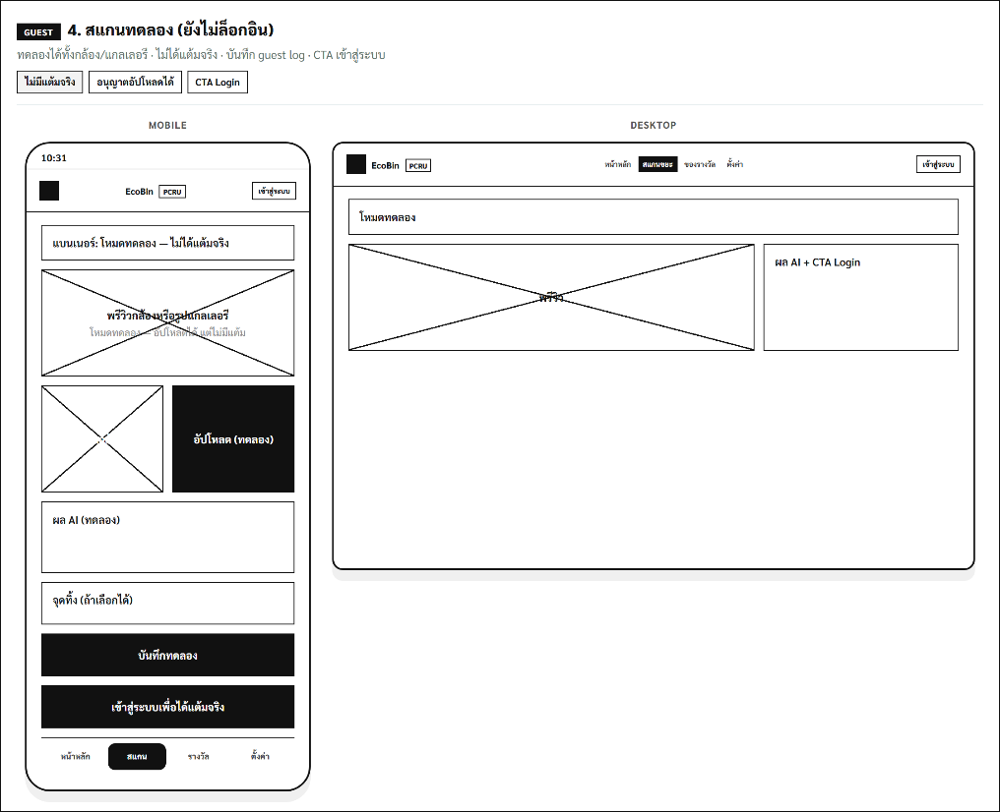 GUEST 4. สแกนทดลอง (ยังไม่ล็อกอิน)
ทดลองได้ทั้งกล้อง/แกลเลอรี · ไม่ได้แต้มจริง · บันทึก guest log · CTA เข้าสู่ระบบ
ไม่มีแต้มจริง อนุญาตอัปโหลดได้ CTA Login
MOBILE
10:31
EcoBin PCRU เข้าสู่ระบบ
แบนเนอร์: โหมดทดลอง — ไม่ได้แต้มจริง
พรีวิวกล้องหรือรูปแกลเลอรี
โหมดทดลอง — อัปโหลดได้ แต่ไม่มีแต้ม
อัปโหลด (ทดลอง)
ผล AI (ทดลอง)
จุดทิ้ง (ถ้าเลือกได้)
บันทึกทดลอง
เข้าสู่ระบบเพื่อได้แต้มจริง
หน้าหลัก สแกน รางวัล ตั้งค่า
DESKTOP
EcoBin PCRU หน้าหลัก สแกนขยะ ของรางวัล ตั้งค่า เข้าสู่ระบบ
โหมดทดลอง
พรีวิว
ผล AI + CTA Login